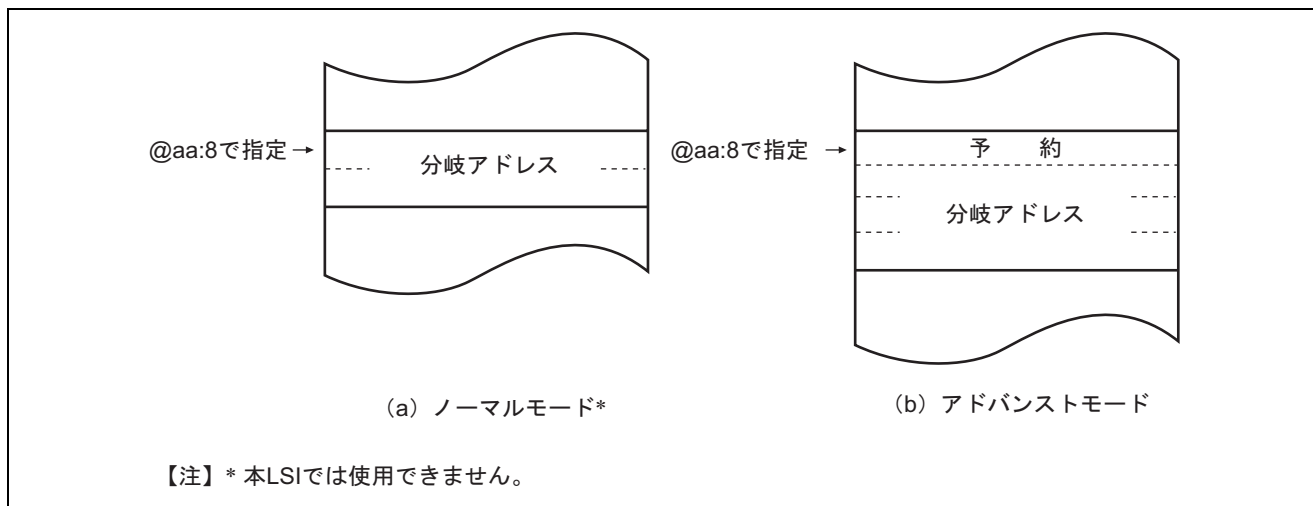 @aa:8で指定→
分岐アドレス
@aa:8で指定 →
予　約
分岐アドレス
（a）ノーマルモード*
（b）アドバンストモード
【注】* 本LSIでは使用できません。